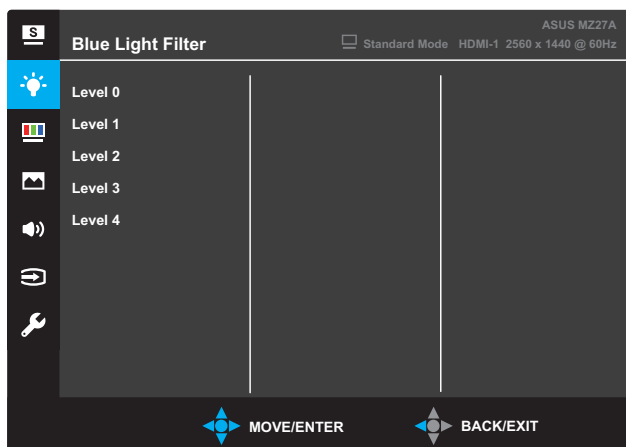 S
ASUS MZ27A
Blue Light Filter
Standard Mode HDMI-1 2560 x 1440 @ 60Hz
Level 0
Level 1
Level 2
Level 3
Level 4
MOVE/ENTER BACK/EXIT